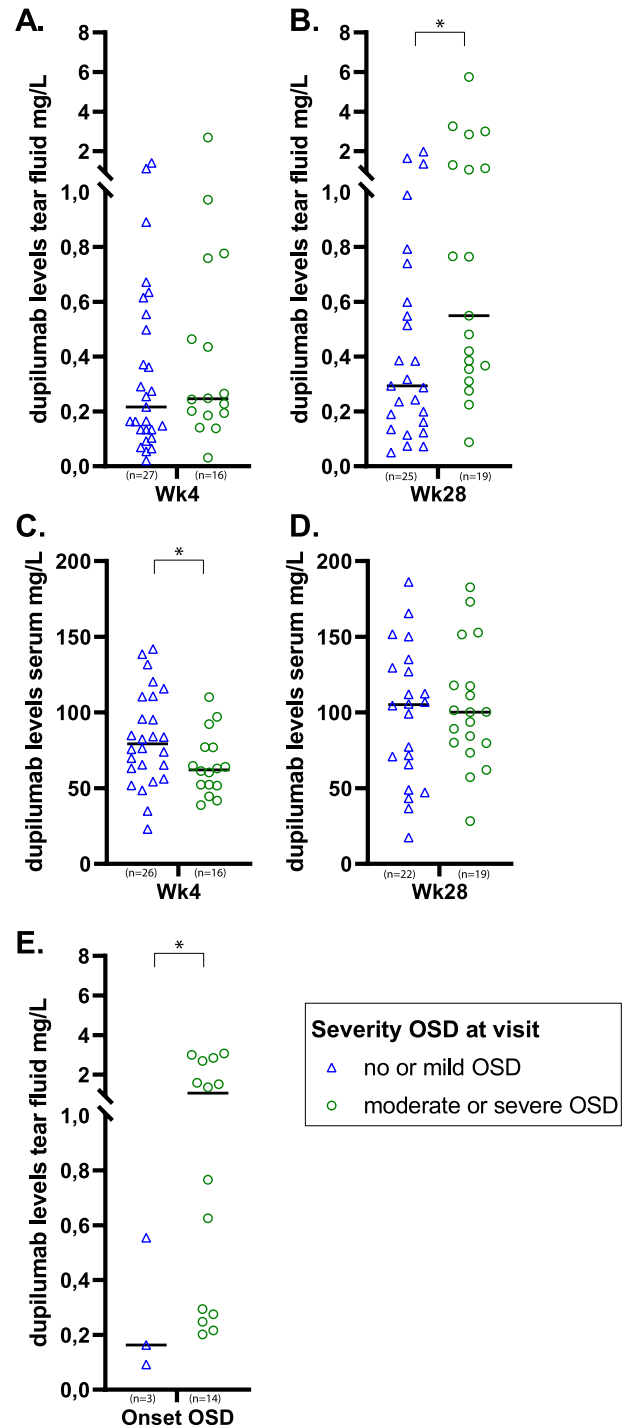 A.
dupilumab levels tear fluid mg/L
8
6
4
2
1,0
0,8
0,6
0,4
0,2
0,0
(n=27) (n=16)
Wk4
B.
*
dupilumab levels tear fluid mg/L
8
6
4
2
1,0
0,8
0,6
0,4
0,2
0,0
(n=25) (n=19)
Wk28
C.
*
dupilumab levels serum mg/L
200
150
100
50
0
(n=26) (n=16)
Wk4
D.
dupilumab levels serum mg/L
200
150
100
50
0
(n=22) (n=19)
Wk28
E.
*
dupilumab levels tear fluid mg/L
8
6
4
2
1,0
0,8
0,6
0,4
0,2
0,0
(n=3) (n=14)
Onset OSD
Severity OSD at visit
no or mild OSD
moderate or severe OSD